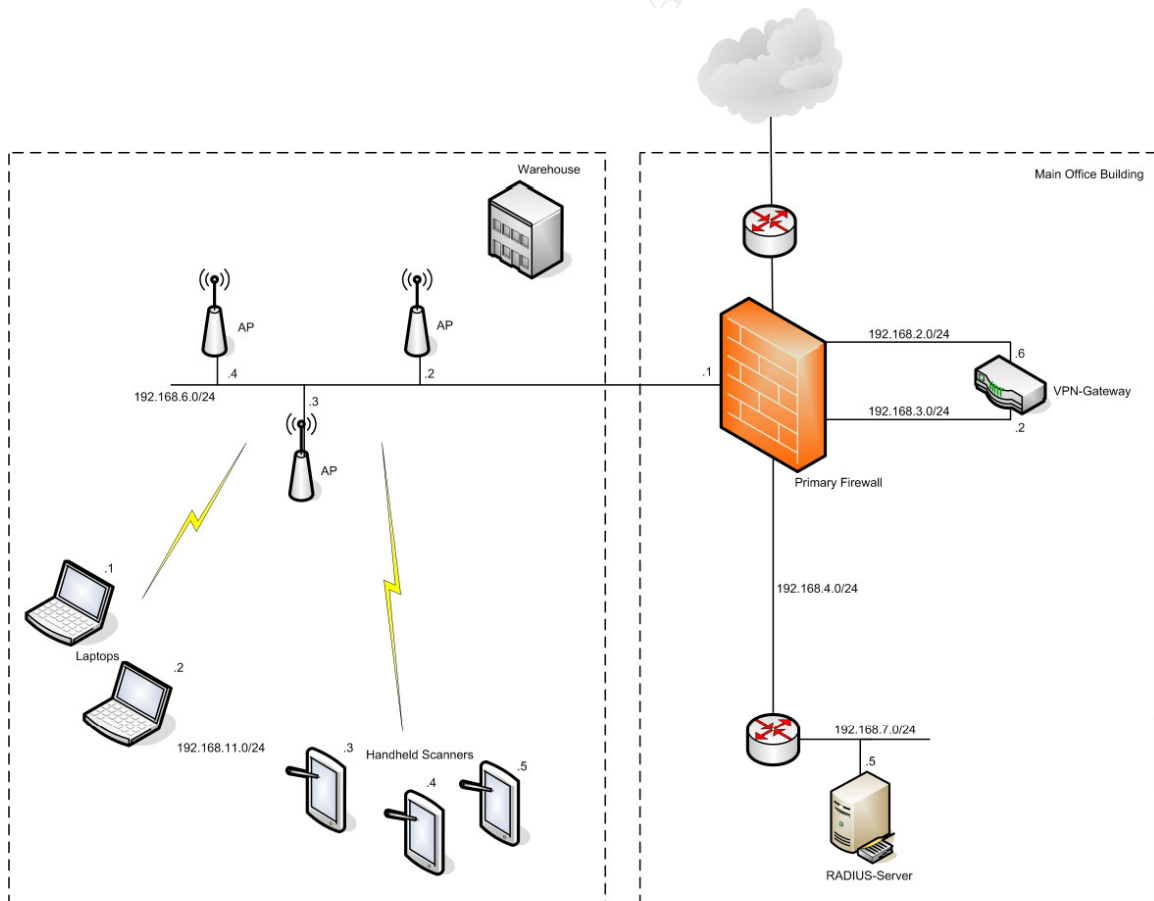 Warehouse
Main Office Building
AP
AP
192.168.2.0/24
.6
.4
.2
.1
VPN-Gateway
192.168.6.0/24
.3
192.168.3.0/24
.2
AP
Primary Firewall
.1
192.168.4.0/24
Laptops
.2
192.168.11.0/24
.3
Handheld Scanners
.4
.5
192.168.7.0/24
.5
RADIUS-Server